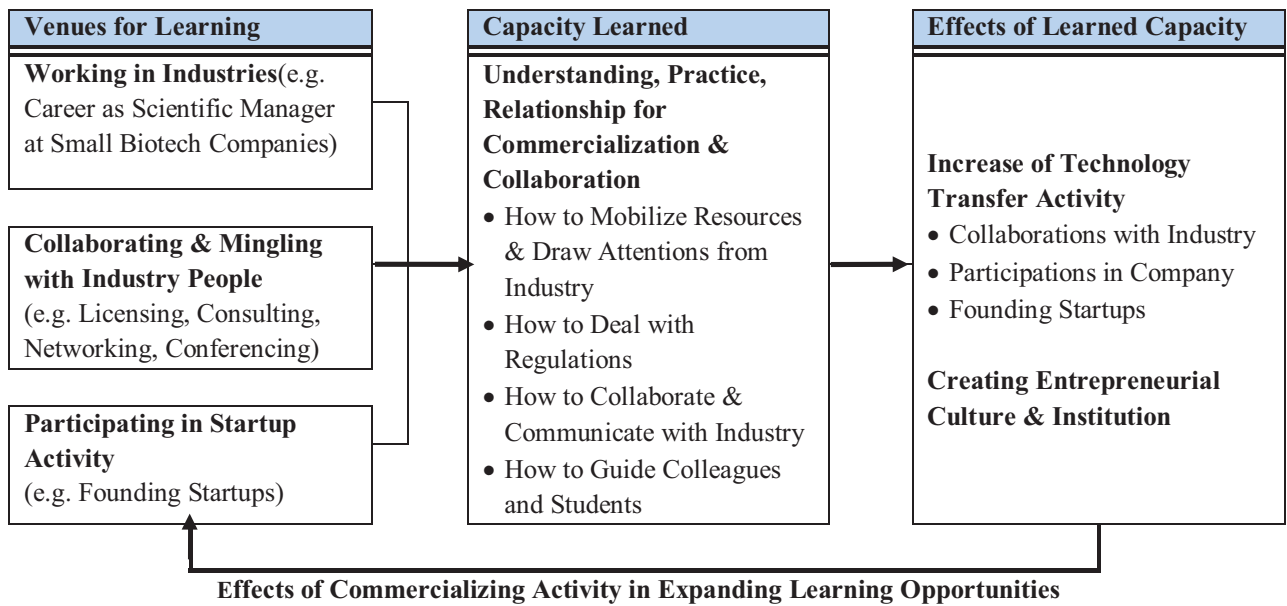 Venues for Learning
Working in Industries(e.g.
Career as Scientific Manager
at Small Biotech Companies)
Collaborating & Mingling
with Industry People
(e.g. Licensing, Consulting,
Networking, Conferencing)
Participating in Startup
Activity
(e.g. Founding Startups)
Capacity Learned
Understanding, Practice,
Relationship for
Commercialization &
Collaboration
• How to Mobilize Resources
& Draw Attentions from
Industry
• How to Deal with
Regulations
• How to Collaborate &
Communicate with Industry
• How to Guide Colleagues
and Students
Effects of Learned Capacity
Increase of Technology
Transfer Activity
• Collaborations with Industry
• Participations in Company
• Founding Startups
Creating Entrepreneurial
Culture & Institution
Effects of Commercializing Activity in Expanding Learning Opportunities